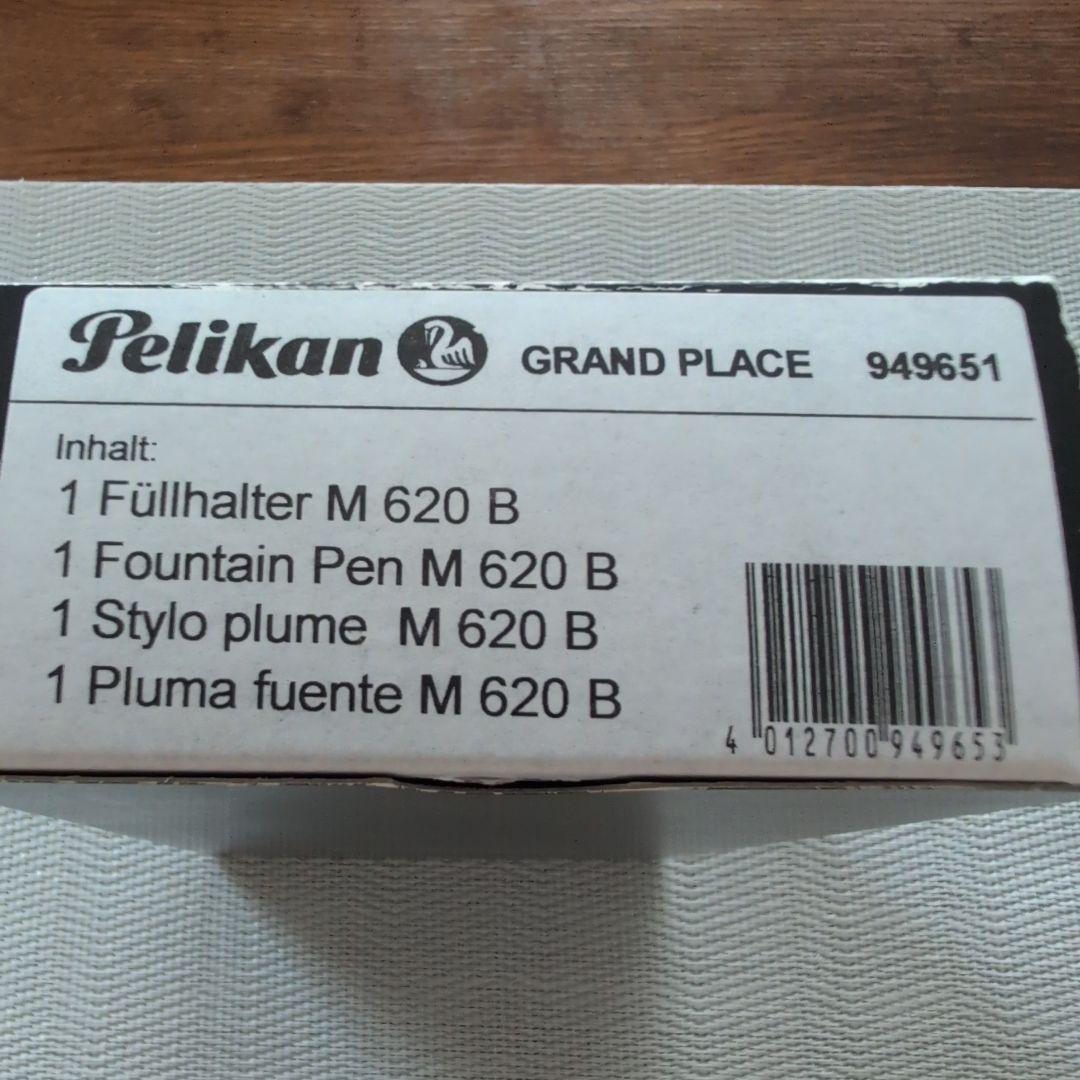 Pelikan GRAND PLACE 949651
Inhalt:
1 Füllhalter M 620 B
1 Fountain Pen M 620 B
1 Stylo plume M 620 B
1 Pluma fuente M 620 B
4 012700 949653